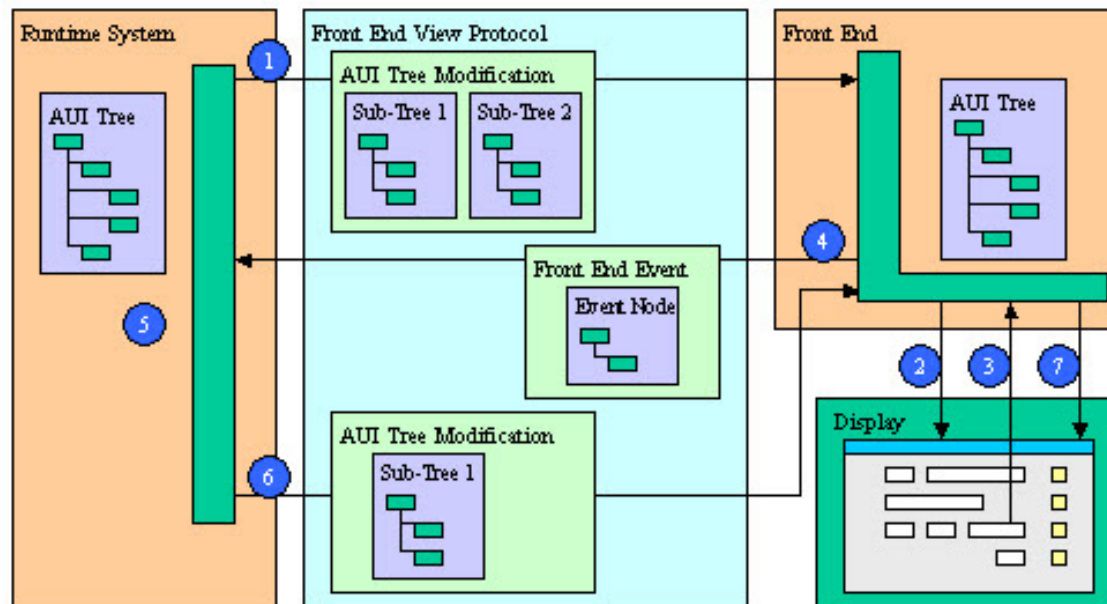 Runtime System
Front End View Protocol
Front End
1
AUI Tree Modification
Sub-Tree 1
Sub-Tree 2
AUI Tree
AUI Tree
4
Front End Event
Event Node
5
2
3
7
AUI Tree Modification
Display
6
Sub-Tree 1